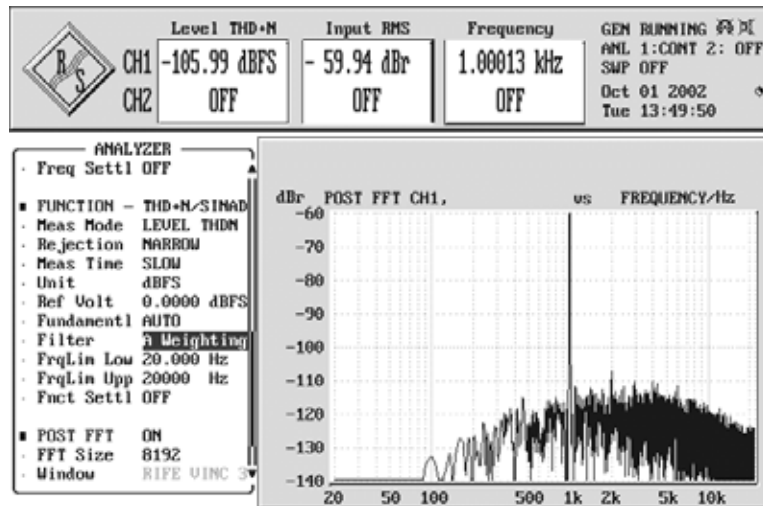 Level THD+N Input RMS Frequency
R&S CH1 -105.99 dBFS - 59.94 dBr 1.00013 kHz
CH2 OFF OFF OFF
GEN RUNNING
ANL 1:CONT 2: OFF
SWP OFF
Oct 01 2002
Tue 13:49:50
ANALYZER
Freq Settl OFF
FUNCTION - THD+N/SINAD
Meas Mode LEVEL THDN
Rejection NARROW
Meas Time SLOW
Unit dBFS
Ref Volt 0.0000 dBFS
Fundamentl AUTO
Filter A Weighting
FrqLim Low 20.000 Hz
FrqLim Upp 20000 Hz
Fnct Settl OFF
POST FFT ON
FFT Size 8192
Window RIFE VINC 3
dBr POST FFT CH1, vs FREQUENCY/Hz
-60
-70
-80
-90
-100
-110
-120
-130
-140
20 50 100 500 1k 2k 5k 10k